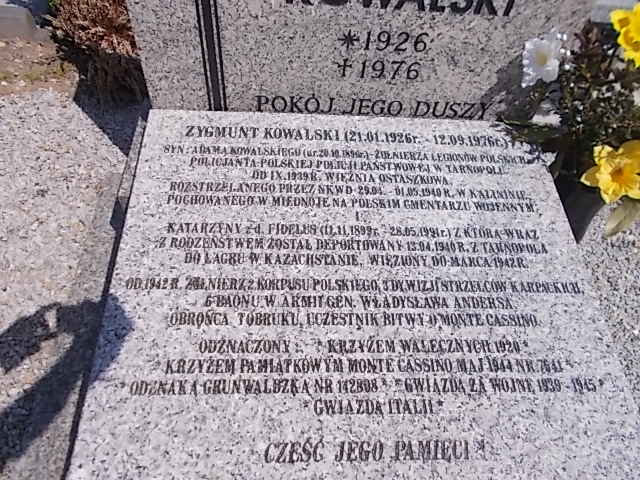 KOWALSKI
*1926
†1976
POKÓJ JEGO DUSZY
ZYGMUNT KOWALSKI (21.01.1926r. - 12.09.1976r.)
SYN : ADAMA KOWALSKIEGO (ur.20.10.1896r.)- ŻOŁNIERZA LEGIONÓW POLSKICH
POLICJANTA POLSKIEJ POLICJI PAŃSTWOWEJ W TARNOPOLU
OD IX.1939R. WIĘŹNIA OSTASZKOWA
ROZSTRZELANEGO PRZEZ NKWD 29.04. - 01.05.1940 R. W KALININIE
POCHOWANEGO W MIEDNOJE NA POLSKIM CMENTARZU WOJENNYM
I
KATARZYNY z d. FIDELUS (11.11.1899r. - 28.05.1991) Z KTÓRĄ WRAZ
Z RODZEŃSTWEM ZOSTAŁ DEPORTOWANY 13.04.1940 R. Z TARNOPOLA
DO ŁAGRU W KAZACHSTANIE, WIĘZIONY DO MARCA 1942R.
OD 1942 R. ŻOŁNIERZ 2 KORPUSU POLSKIEGO, 3 DYWIZJI STRZELCÓW KARPACKICH,
6 BAONU W ARMII GEN. WŁADYSŁAWA ANDERSA
OBROŃCA TOBRUKU, UCZESTNIK BITWY O MONTE CASSINO.
ODZNACZONY : * KRZYŻEM WALECZNYCH 1920 *
KRZYŻEM PAMIĄTKOWYM MONTE CASSINO MAJ 1944 NR 7641 *
* ODZNAKĄ GRUNWALDZKĄ NR 142808 * * GWIAZDĄ ZA WOJNĘ 1939 - 1945 *
* GWIAZDĄ ITALII *
CZEŚĆ JEGO PAMIĘCI *